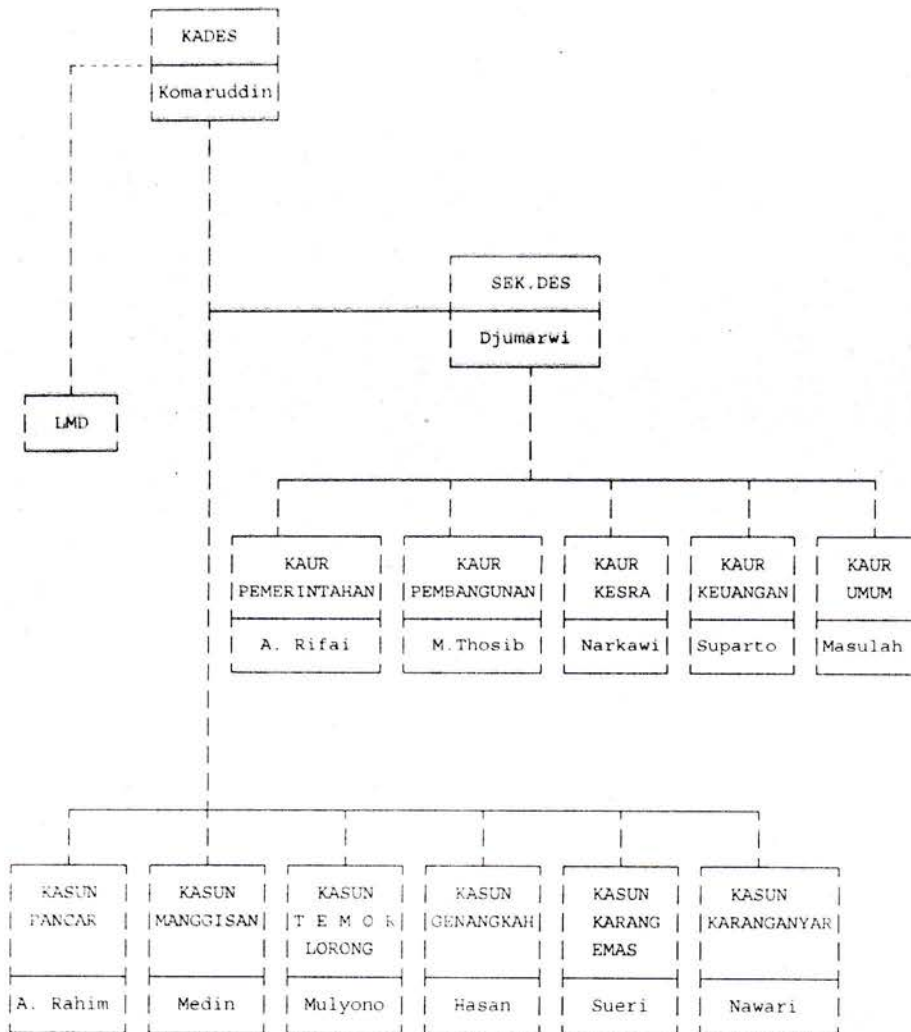 KADES
Komaruddin
SEK.DES
Djumarwi
LMD
KAUR
PEMERINTAHAN
A. Rifai
KAUR
PEMBANGUNAN
M.Thosib
KAUR
KESRA
Narkawi
KAUR
KEUANGAN
Suparto
KAUR
UMUM
Masulah
KASUN
PANCAR
A. Rahim
KASUN
MANGGISAN
Medin
KASUN
T E M O R
LORONG
Mulyono
KASUN
GENANGKAH
Hasan
KASUN
KARANG
EMAS
Sueri
KASUN
KARANGANYAR
Nawari